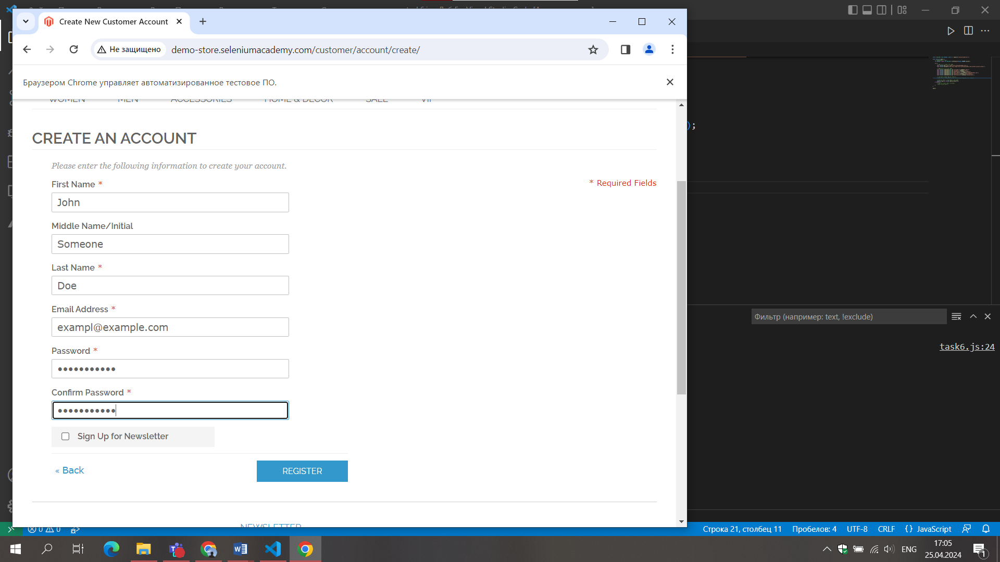 Create New Customer Account
Не защищено
demo-store.seleniumacademy.com/customer/account/create/
Браузером Chrome управляет автоматизированное тестовое ПО.
WOMEN MEN ACCESSORIES HOME & DECOR SALE VIP
CREATE AN ACCOUNT
Please enter the following information to create your account.
* Required Fields
First Name *
John
Middle Name/Initial
Someone
Last Name *
Doe
Email Address *
exampl@example.com
Password *
•••••••••••
Confirm Password *
•••••••••••
Sign Up for Newsletter
« Back
REGISTER
NEWSLETTER
);
Фильтр (например: text, !exclude)
task6.js:24
0 0
Строка 21, столбец 11 Пробелов: 4 UTF-8 CRLF {} JavaScript
ENG
17:05
25.04.2024
1